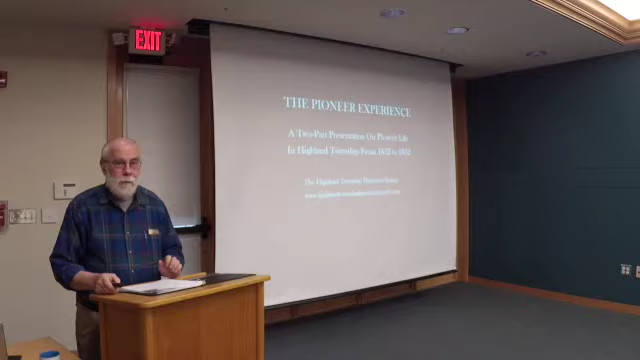 EXIT
THE PIONEER EXPERIENCE
A Two-Part Presentation On Pioneer Life
In Highland Township From 1832 to 1852
The Highland Township Historical Society